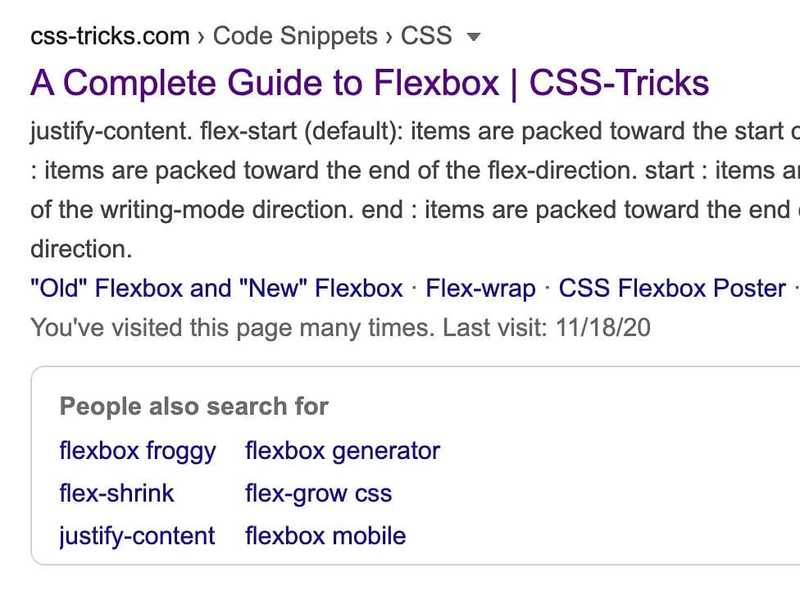 css-tricks.com › Code Snippets › CSS
A Complete Guide to Flexbox | CSS-Tricks
justify-content. flex-start (default): items are packed toward the start
: items are packed toward the end of the flex-direction. start : items
of the writing-mode direction. end : items are packed toward the end
direction.
"Old" Flexbox and "New" Flexbox · Flex-wrap · CSS Flexbox Poster ·
You've visited this page many times. Last visit: 11/18/20
People also search for
flexbox froggy flexbox generator
flex-shrink flex-grow css
justify-content flexbox mobile